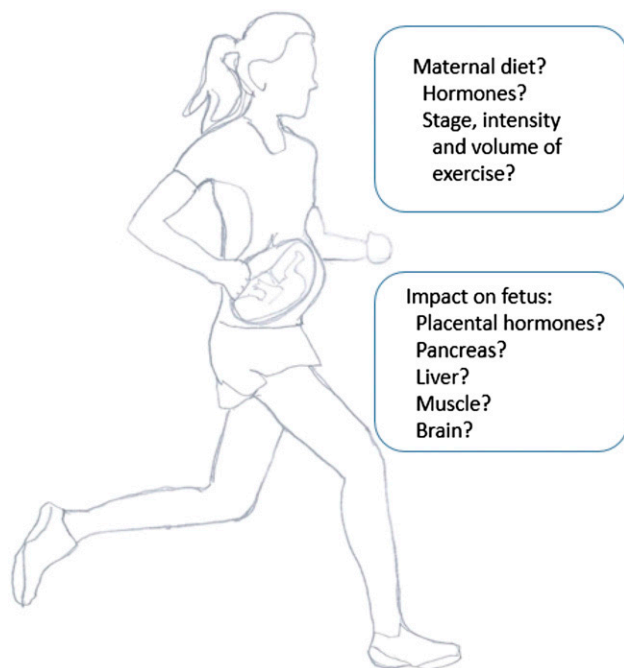 Maternal diet?
Hormones?
Stage, intensity
and volume of
exercise?
Impact on fetus:
Placental hormones?
Pancreas?
Liver?
Muscle?
Brain?